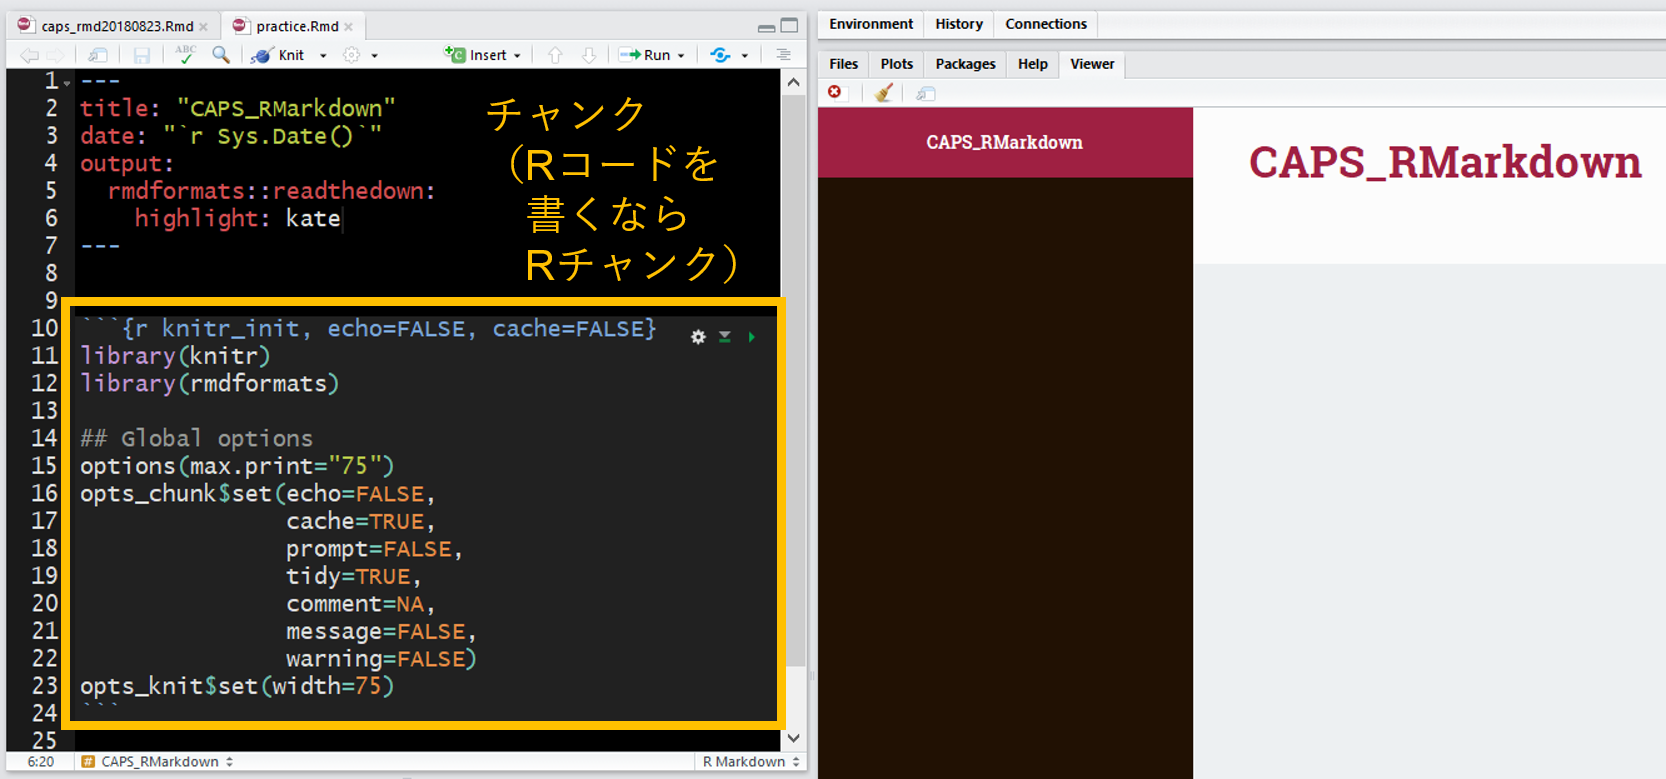 caps_rmd20180823.Rmd
practice.Rmd
ABC
Knit
Insert
Run
1 ---
2 title: "CAPS_RMarkdown"
3 date: "`r Sys.Date()`"
4 output:
5   rmdformats::readthedown:
6     highlight: kate
7 ---
8
9
10 ```{r knitr_init, echo=FALSE, cache=FALSE}
11 library(knitr)
12 library(rmdformats)
13
14 ## Global options
15 options(max.print="75")
16 opts_chunk$set(echo=FALSE,
17                cache=TRUE,
18                prompt=FALSE,
19                tidy=TRUE,
20                comment=NA,
21                message=FALSE,
22                warning=FALSE)
23 opts_knit$set(width=75)
24 ```
25
チャンク
（Rコードを
書くなら
Rチャンク）
6:20
# CAPS_RMarkdown
R Markdown
Environment
History
Connections
Files
Plots
Packages
Help
Viewer
CAPS_RMarkdown
CAPS_RMarkdown